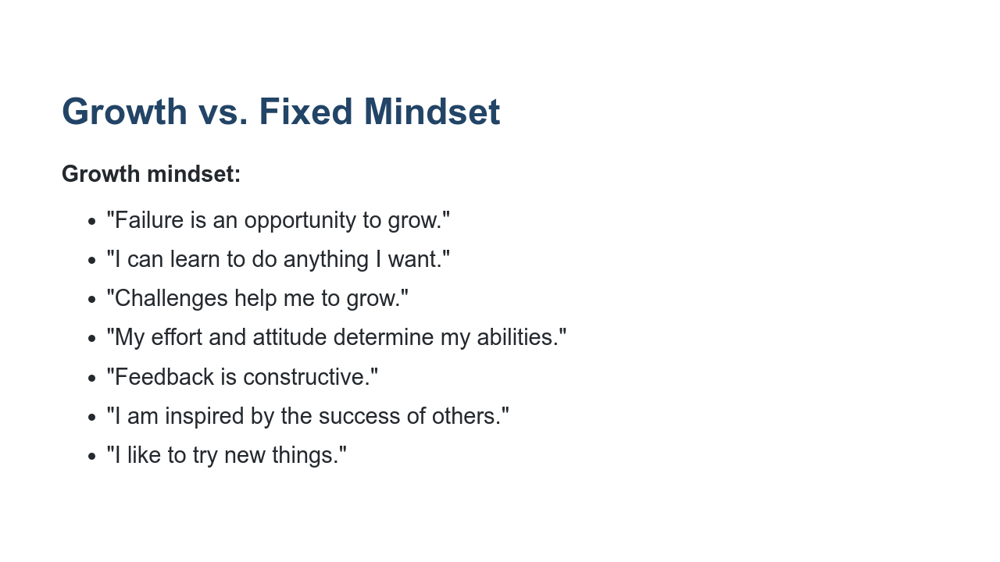 Growth vs. Fixed Mindset
Growth mindset:
• "Failure is an opportunity to grow."
• "I can learn to do anything I want."
• "Challenges help me to grow."
• "My effort and attitude determine my abilities."
• "Feedback is constructive."
• "I am inspired by the success of others."
• "I like to try new things."